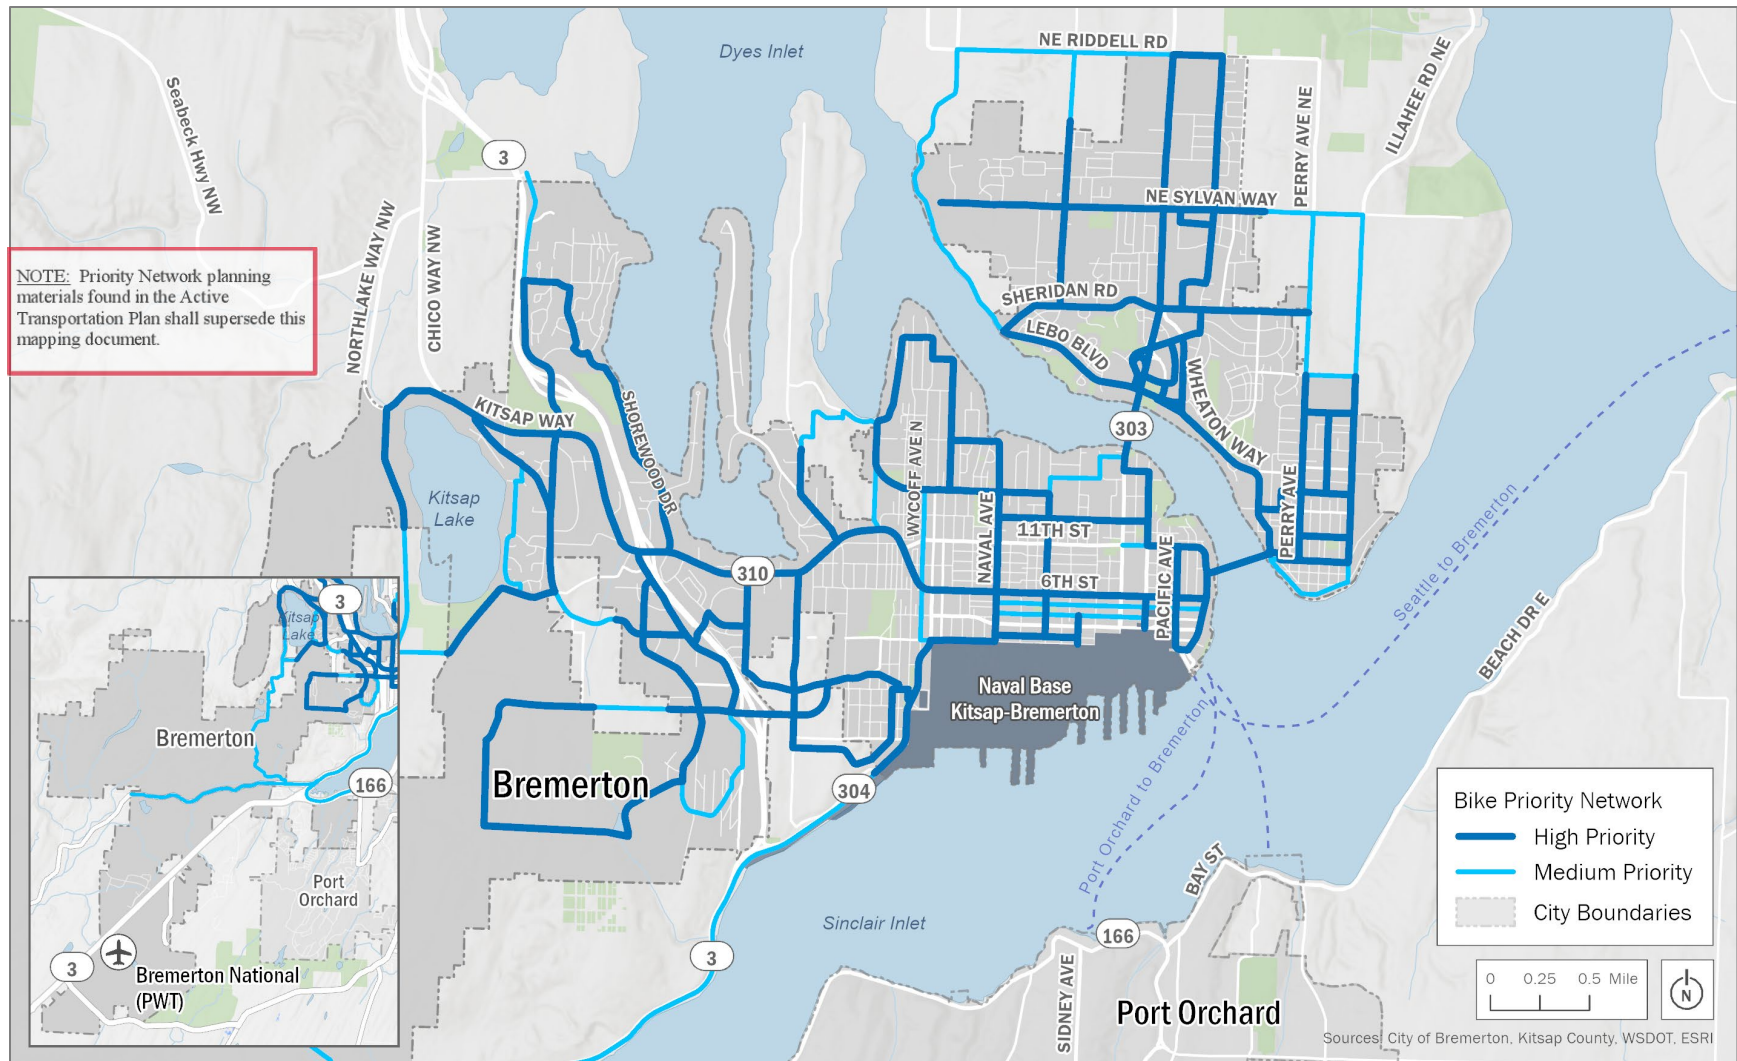 Dyes Inlet
NE RIDDELL RD
Seabeck Hwy NW
3
ILLAHEE RD NE
PERRY AVE NE
NE SYLVAN WAY
NORTHLAKE WAY NW
CHICO WAY NW
NOTE: Priority Network planning
materials found in the Active
Transportation Plan shall supersede this
mapping document.
SHERIDAN RD
LEBO BLVD
WHEATON WAY
KITSAP WAY
SHOREWOOD DR
303
WYCOFF AVE N
NAVAL AVE
PERRY AVE
Kitsap
Lake
11TH ST
PACIFIC AVE
310
6TH ST
Seattle to Bremerton
BEACH DR E
3
Kitsap
Lake
Bremerton
166
Port
Orchard
3
Bremerton National
(PWT)
Naval Base
Kitsap-Bremerton
Bremerton
304
Port Orchard to Bremerton
BAY ST
Sinclair Inlet
3
166
SIDNEY AVE
Port Orchard
Bike Priority Network
High Priority
Medium Priority
City Boundaries
0 0.25 0.5 Mile
N
Sources: City of Bremerton, Kitsap County, WSDOT, ESRI